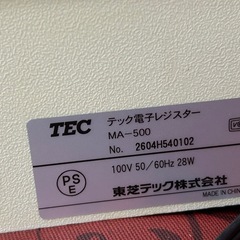 TEC テック電子レジスター
MA-500
No. 2604H540102
100V 50/60Hz 28W
PS
E
東芝テック株式会社
MADE IN CHINA